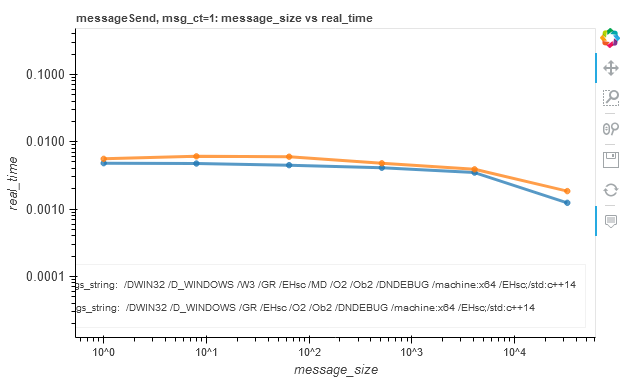 messageSend, msg_ct=1: message_size vs real_time
0.1000
0.0100
0.0010
0.0001
real_time
gs_string: /DWIN32 /D_WINDOWS /W3 /GR /EHsc /MD /O2 /Ob2 /DNDEBUG /machine:x64 /EHsc;/std:c++14
gs_string: /DWIN32 /D_WINDOWS /GR /EHsc /O2 /Ob2 /DNDEBUG /machine:x64 /EHsc;/std:c++14
10^0 10^1 10^2 10^3 10^4
message_size